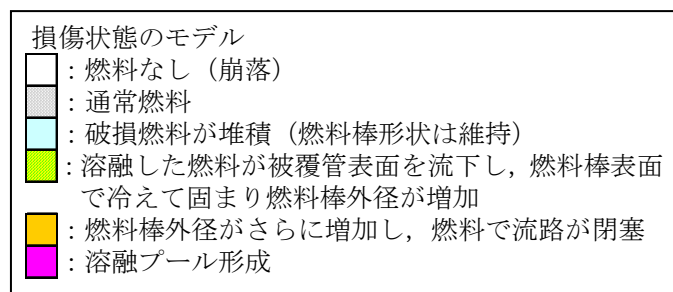 損傷状態のモデル
：燃料なし（崩落）
：通常燃料
：破損燃料が堆積（燃料棒形状は維持）
：溶融した燃料が被覆管表面を流下し，燃料棒表面
で冷えて固まり燃料棒外径が増加
：燃料棒外径がさらに増加し，燃料で流路が閉塞
：溶融プール形成